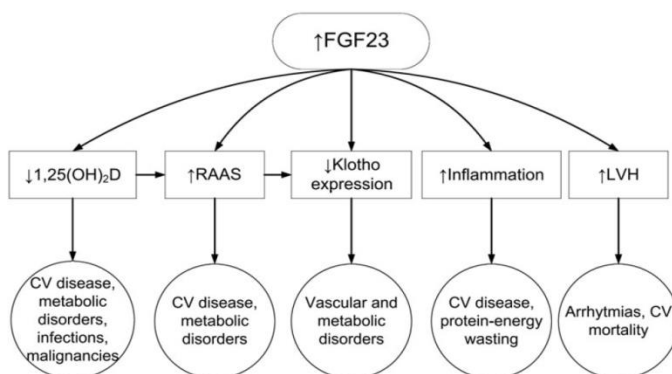 ↑FGF23
↓1,25(OH)₂D
↑RAAS
↓Klotho
expression
↑Inflammation
↑LVH
CV disease,
metabolic
disorders,
infections,
malignancies
CV disease,
metabolic
disorders
Vascular and
metabolic
disorders
CV disease,
protein-energy
wasting
Arrhytmias, CV
mortality